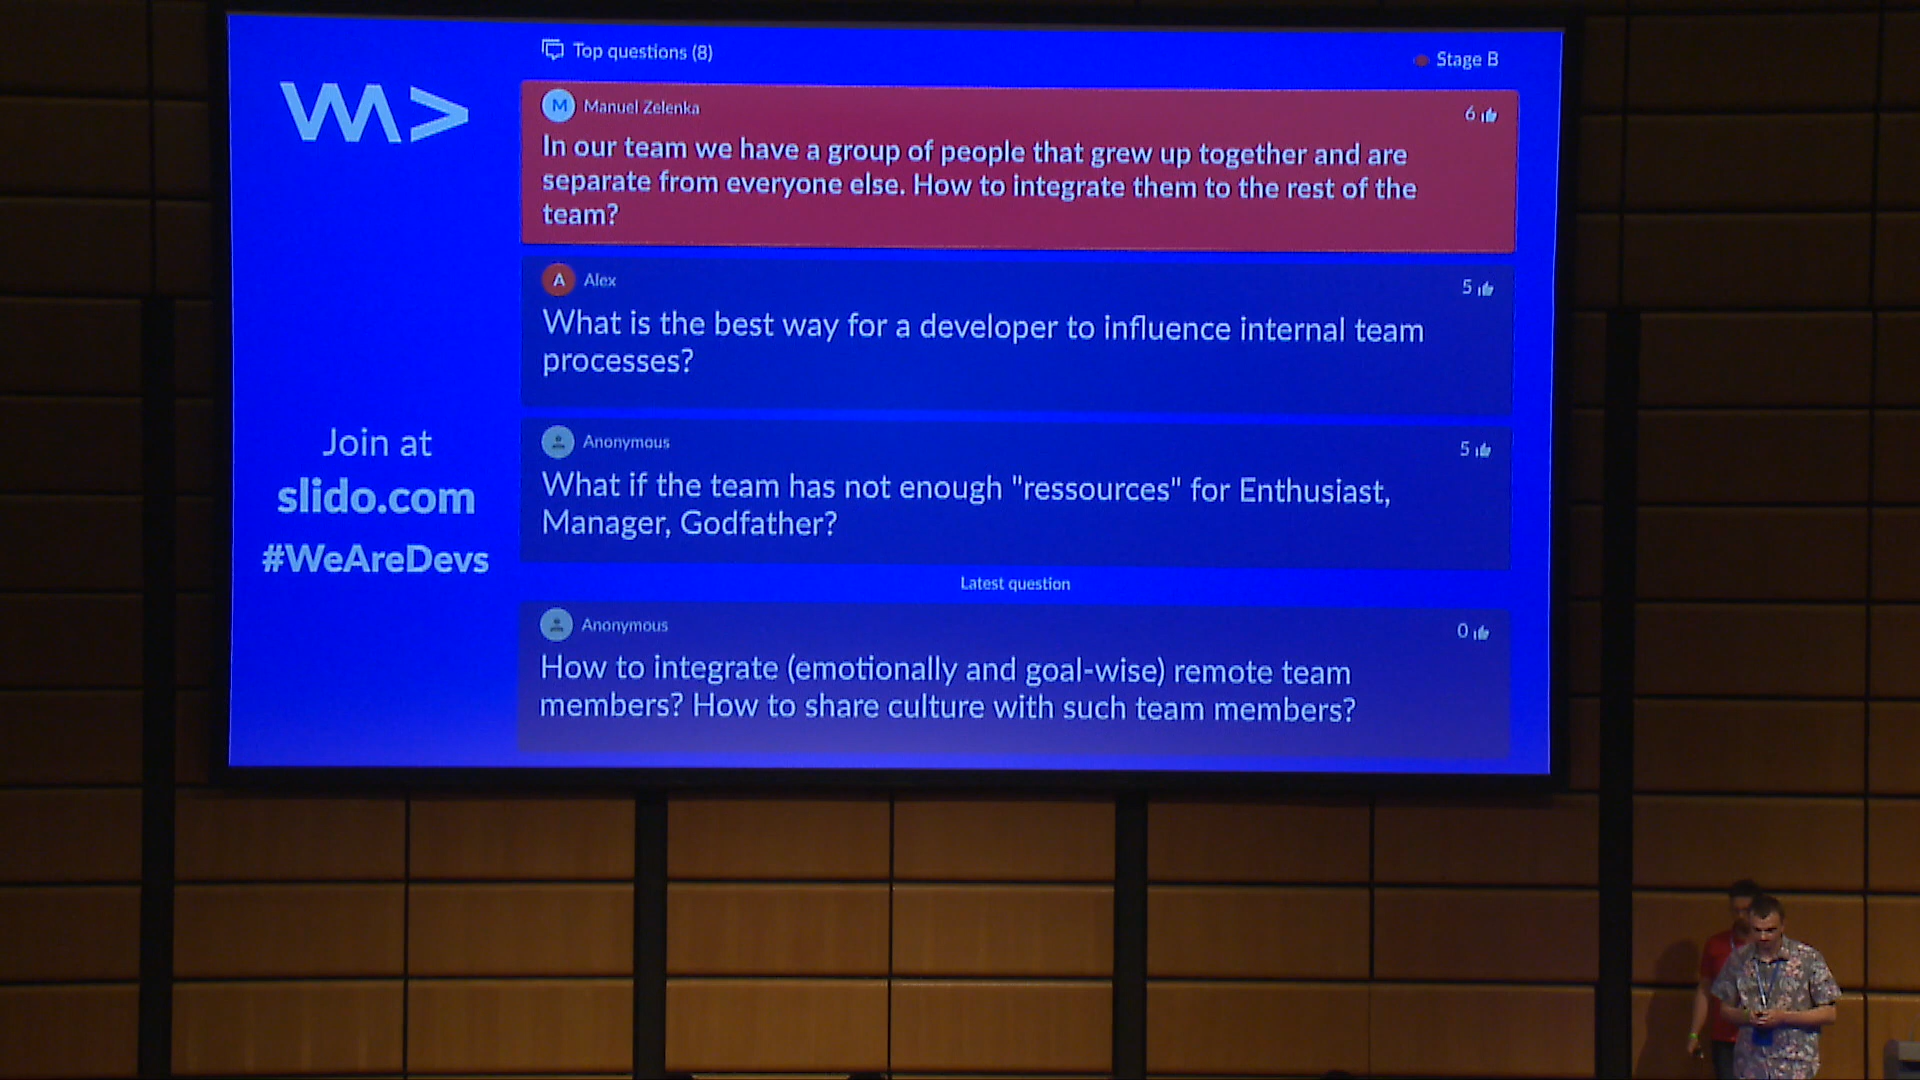 Top questions (8)
Stage B
WA>
M Manuel Zelenka
6
In our team we have a group of people that grew up together and are
separate from everyone else. How to integrate them to the rest of the
team?
A Alex
5
What is the best way for a developer to influence internal team
processes?
Anonymous
5
What if the team has not enough "ressources" for Enthusiast,
Manager, Godfather?
Join at
slido.com
#WeAreDevs
Latest question
Anonymous
0
How to integrate (emotionally and goal-wise) remote team
members? How to share culture with such team members?